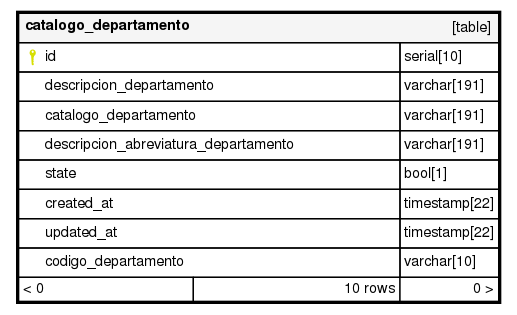 catalogo_departamento [table]
id serial[10]
descripcion_departamento varchar[191]
catalogo_departamento varchar[191]
descripcion_abreviatura_departamento varchar[191]
state bool[1]
created_at timestamp[22]
updated_at timestamp[22]
codigo_departamento varchar[10]
< 0 10 rows 0 >